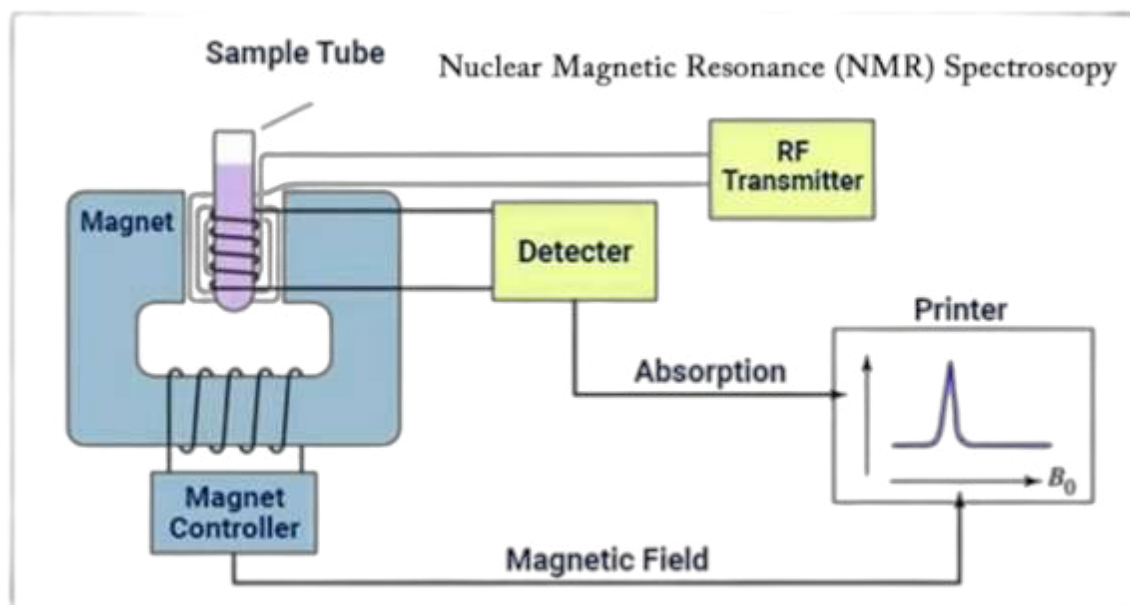 Sample Tube
Nuclear Magnetic Resonance (NMR) Spectroscopy
RF
Transmitter
Magnet
Detecter
Printer
Absorption
B₀
Magnet
Controller
Magnetic Field